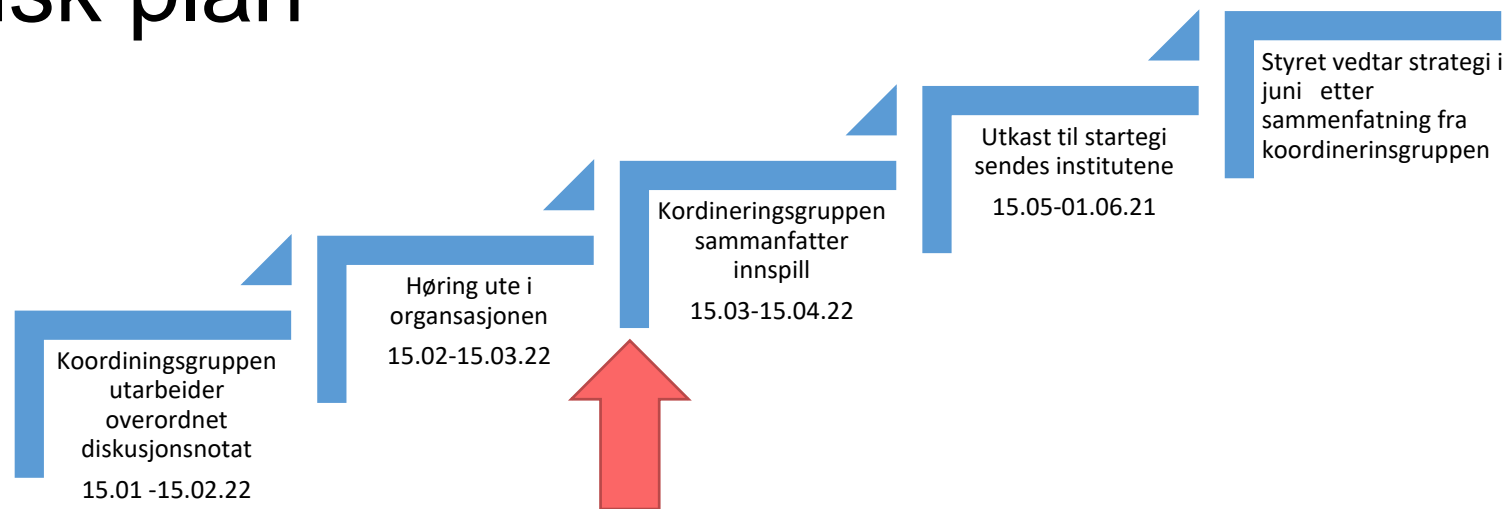 isk plan
Koordiningsgruppen
utarbeider
overordnet
diskusjonsnotat
15.01 -15.02.22
Høring ute i
organsasjonen
15.02-15.03.22
Kordineringsgruppen
sammanfatter
innspill
15.03-15.04.22
Utkast til startegi
sendes institutene
15.05-01.06.21
Styret vedtar strategi i
juni etter
sammenfatning fra
koordinerinsgruppen